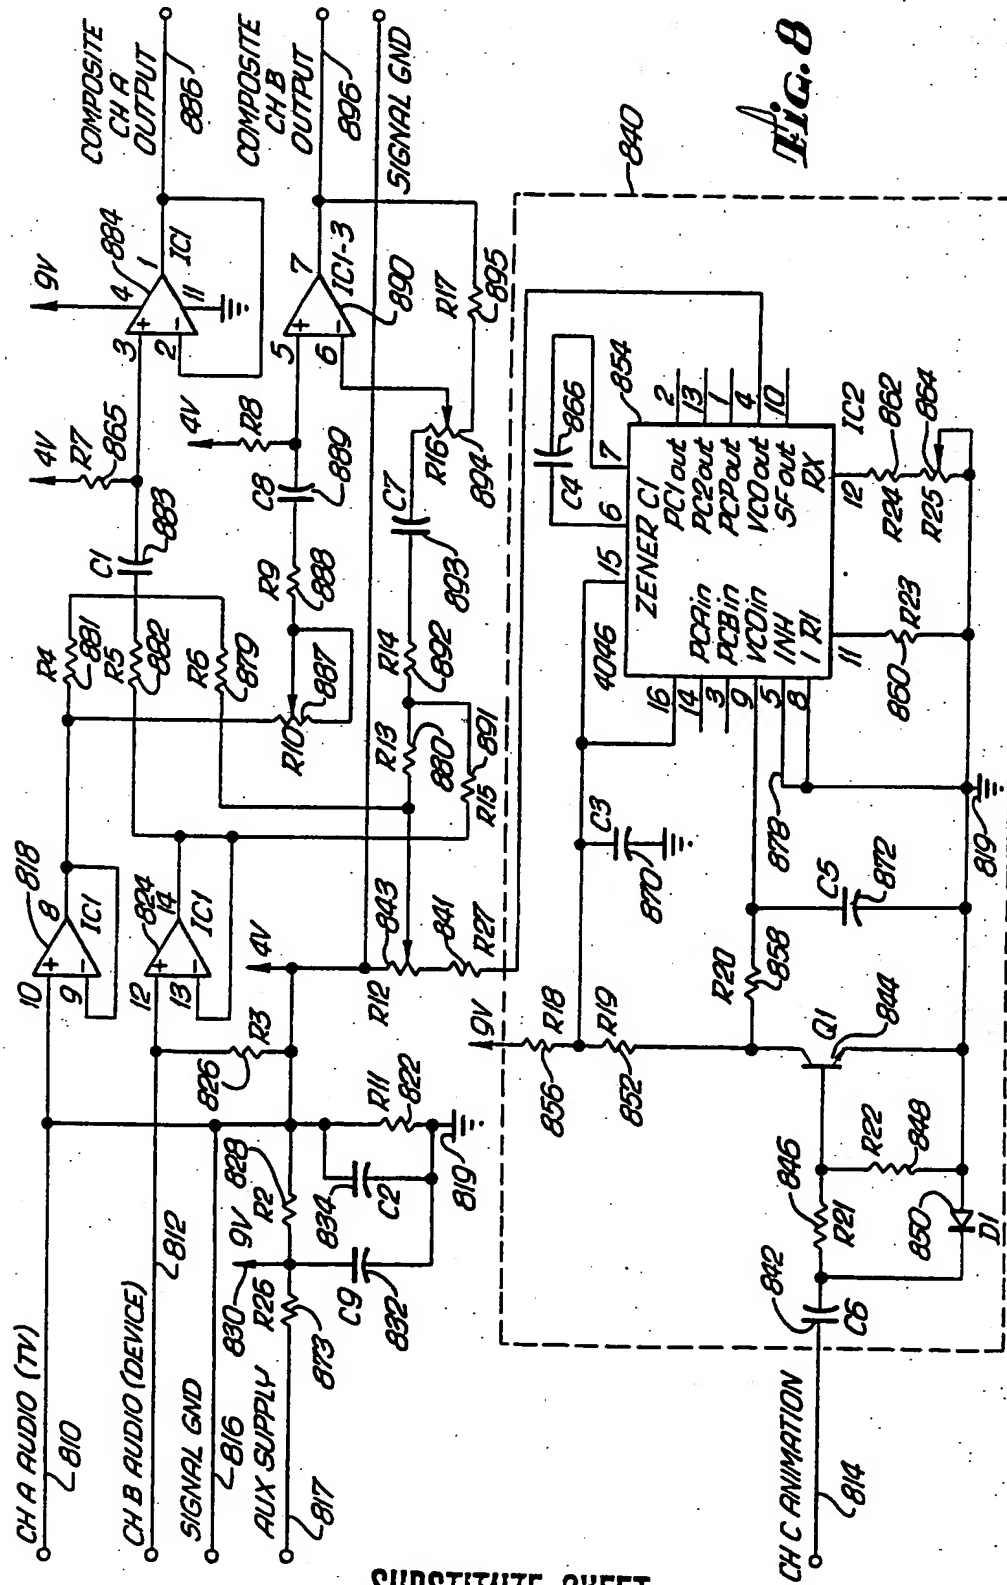 CH A AUDIO (TV)
810
CH B AUDIO (DEVICE)
812
SIGNAL GND
816
AUX SUPPLY
817
830
9V
828
R2
R26
873
C9
832
834
C2
R11
822
819
826
R3
4V
10
9
8
818
IC1
12
13
14
824
IC1
R12
843
841
R27
R4
881
R5
882
R6
879
R10
887
R13
880
R15
891
R14
892
R9
888
C1
883
C8
889
C7
893
4V
R7
865
4V
R8
R16
894
R17
895
3
2
4
1
11
9V
884
IC1
5
6
7
IC1-3
890
COMPOSITE
CH A
OUTPUT
886
COMPOSITE
CH B
OUTPUT
896
SIGNAL GND
840
CH C ANIMATION
814
842
C6
846
R21
R22
848
850
D1
Q1
844
9V
R18
856
R19
852
R20
858
C5
872
C3
870
878
819
4046
ZENER C1
15
16
14
PCAin
3
PCBin
9
VCOin
5
INH
8
1 R1
11
860
R23
6
7
C4
866
854
PC1out
2
PC2out
13
PCPout
1
VCOout
4
SFout
10
RX
12
IC2
R24
862
R25
864
Fig. 8
SUBSTITUTE SHEET